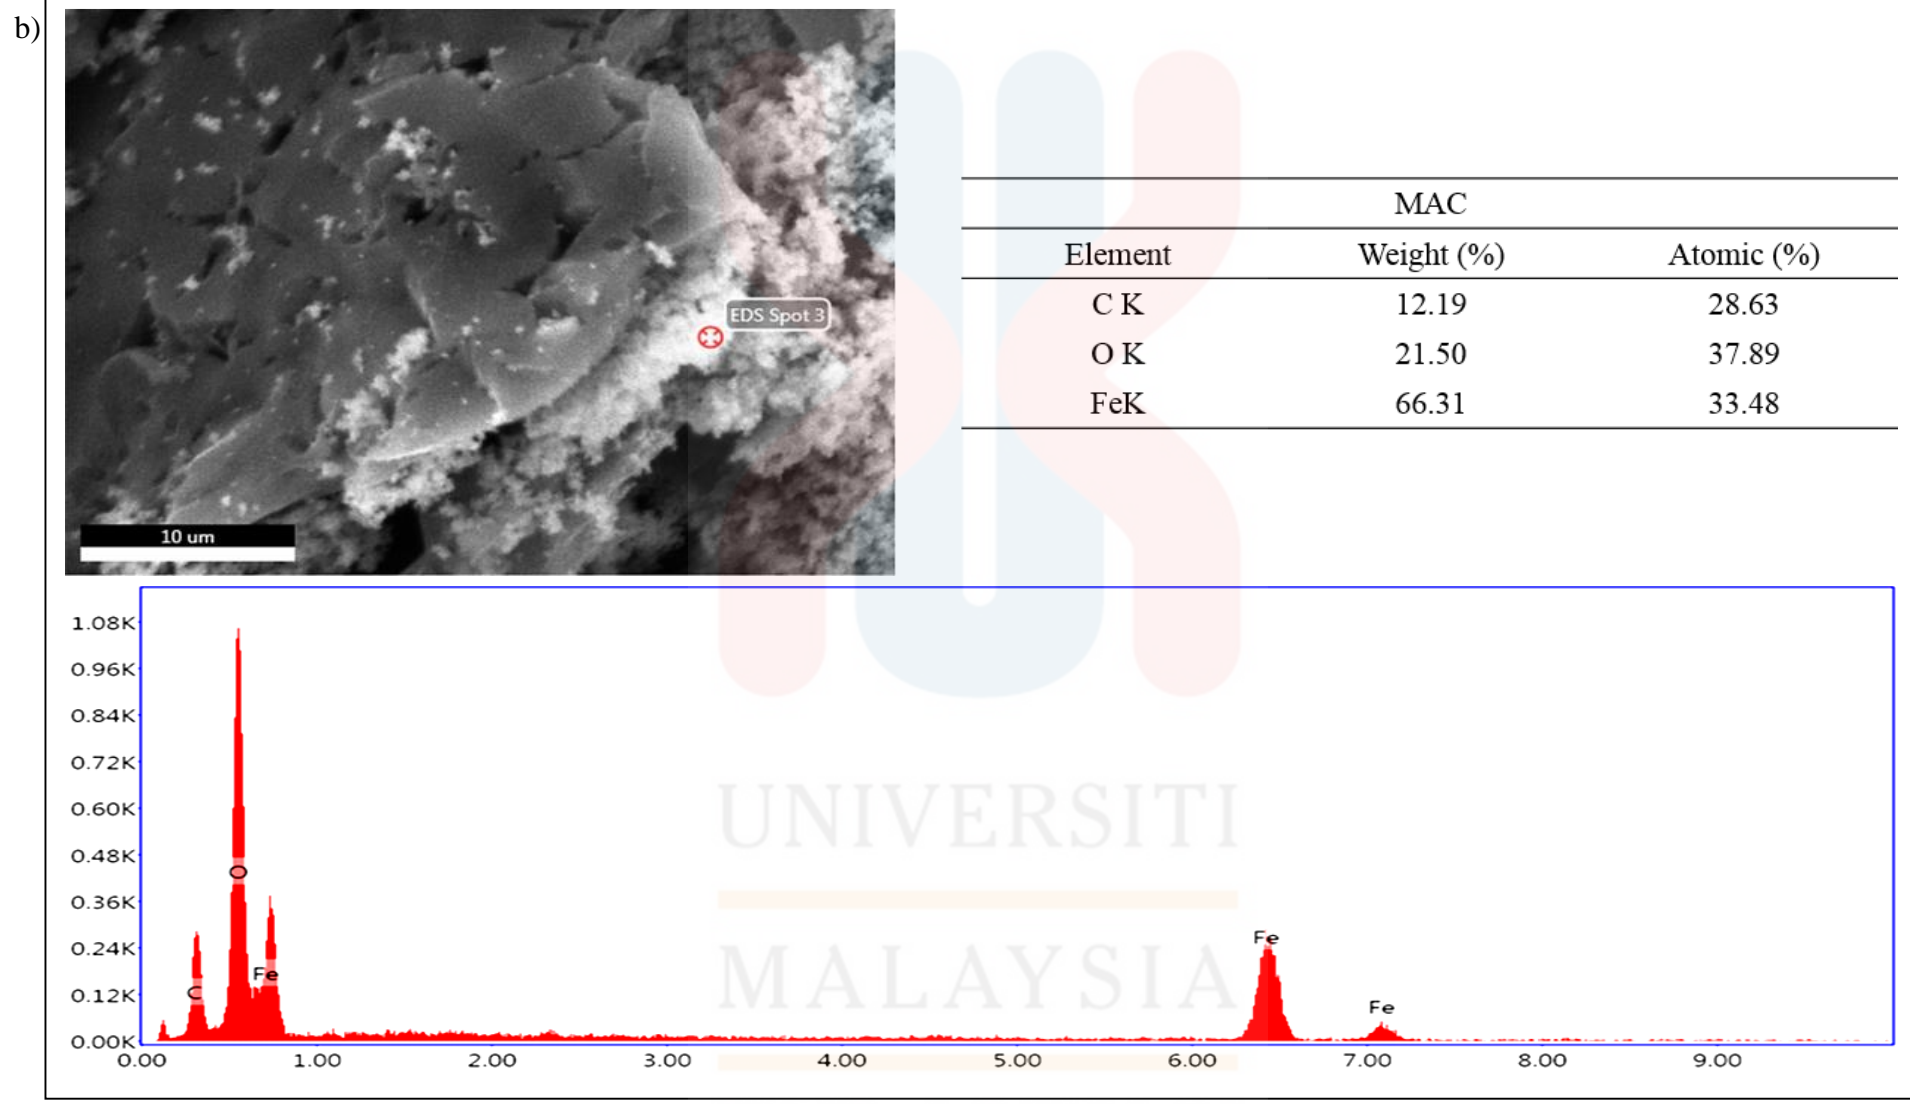 b)
EDS Spot 3
10 um
MAC
Element Weight (%) Atomic (%)
C K 12.19 28.63
O K 21.50 37.89
FeK 66.31 33.48
1.08K
0.96K
0.84K
0.72K
0.60K
0.48K
0.36K
0.24K
0.12K
0.00K
C
O
Fe
Fe
Fe
0.00 1.00 2.00 3.00 4.00 5.00 6.00 7.00 8.00 9.00
UNIVERSITI
MALAYSIA